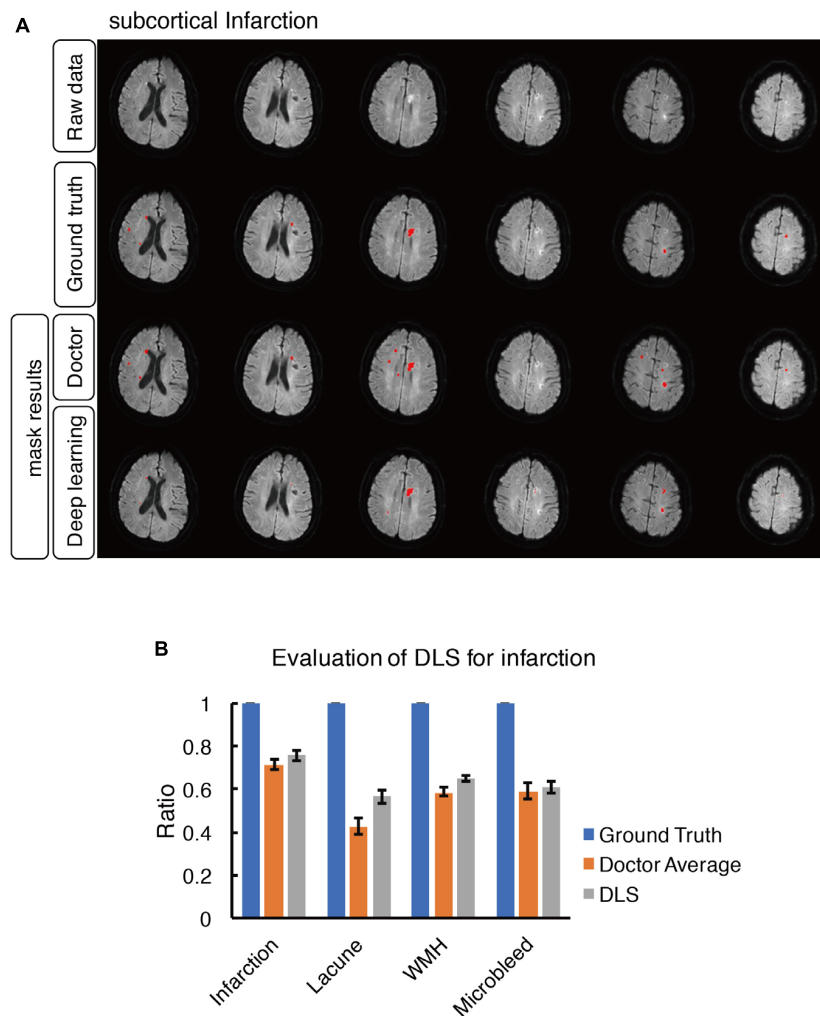 A
subcortical Infarction
Raw data
Ground truth
mask results
Doctor
Deep learning
B
Evaluation of DLS for infarction
Ratio
1
0.8
0.6
0.4
0.2
0
Infarction
Lacune
WMH
Microbleed
Ground Truth
Doctor Average
DLS